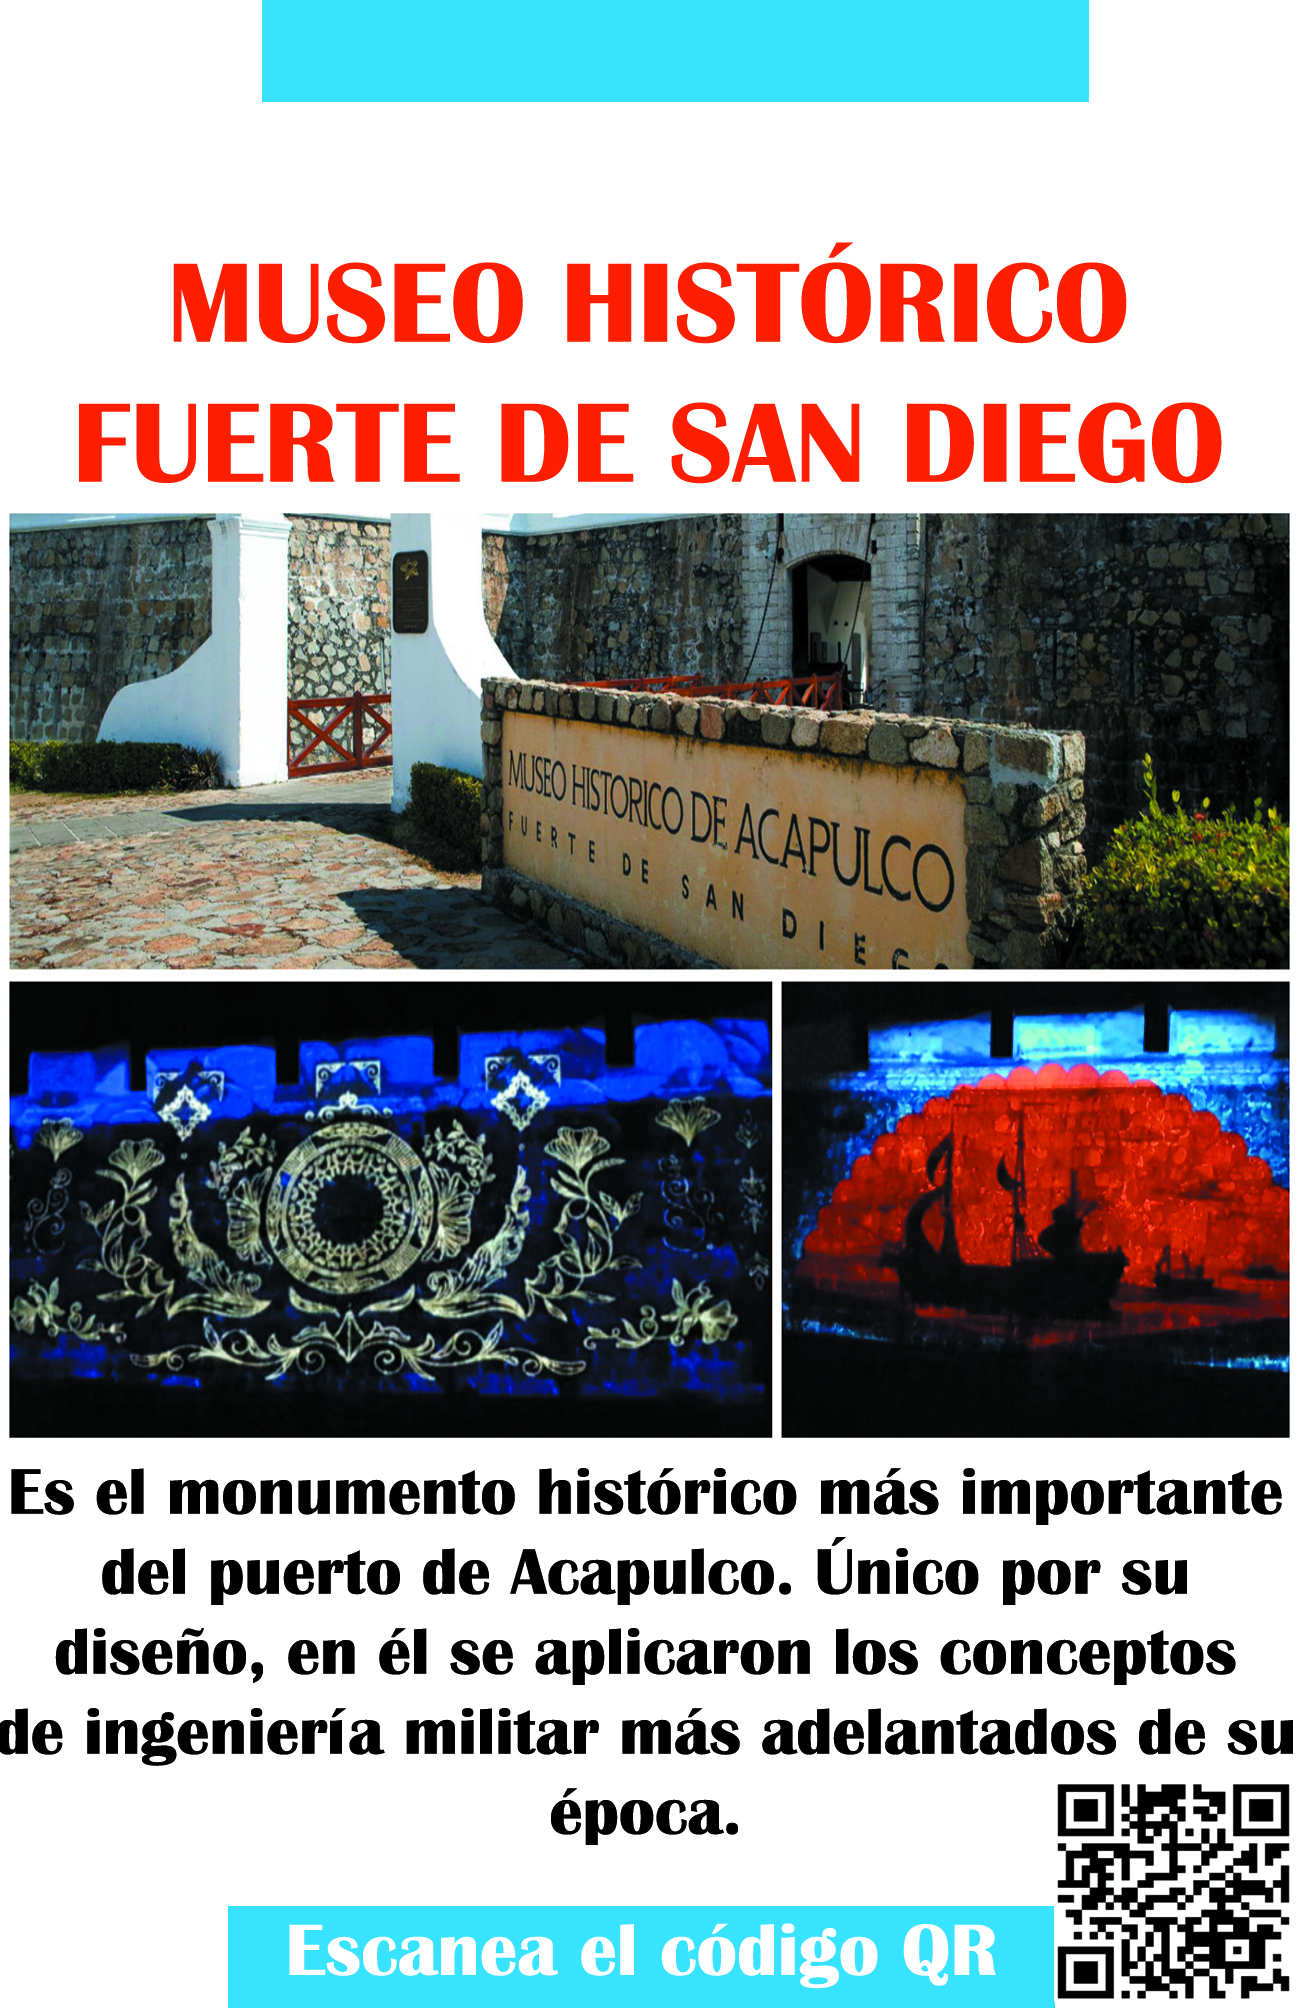 MUSEO HISTÓRICO
FUERTE DE SAN DIEGO
MUSEO HISTORICO DE ACAPULCO
FUERTE DE SAN DIEGO
Es el monumento histórico más importante
del puerto de Acapulco. Único por su
diseño, en él se aplicaron los conceptos
de ingeniería militar más adelantados de su
época.
Escanea el código QR